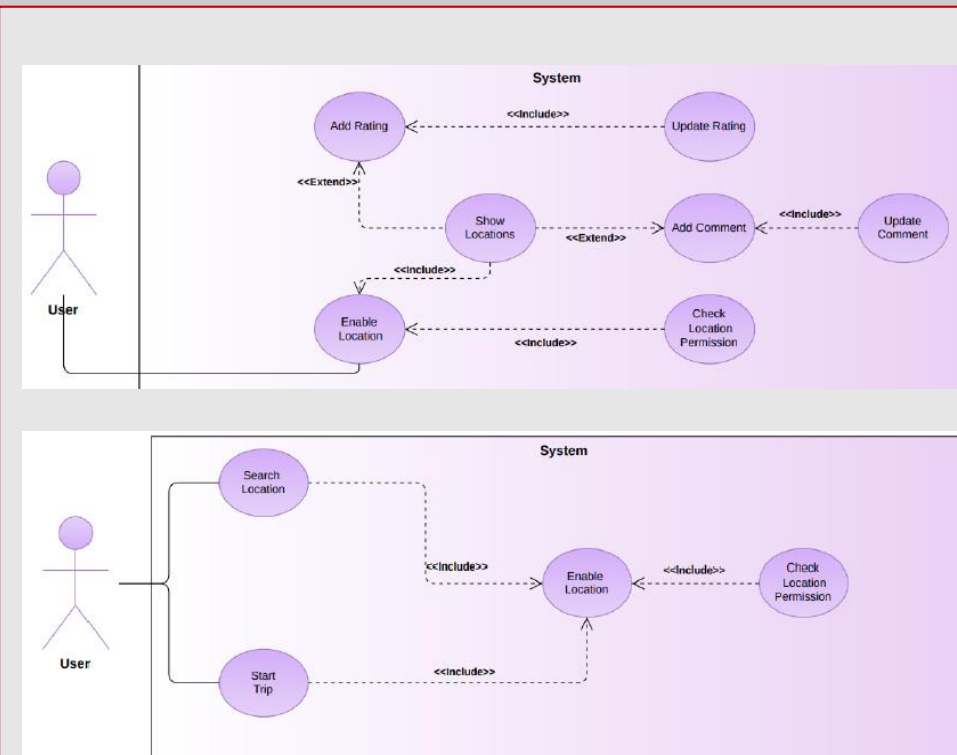 System
Add Rating
<<Include>>
Update Rating
<<Extend>>
Show
Locations
<<Extend>>
Add Comment
<<Include>>
Update
Comment
<<Include>>
User
Enable
Location
<<Include>>
Check
Location
Permission
System
Search
Location
<<Include>>
Enable
Location
<<Include>>
Check
Location
Permission
User
Start
Trip
<<Include>>